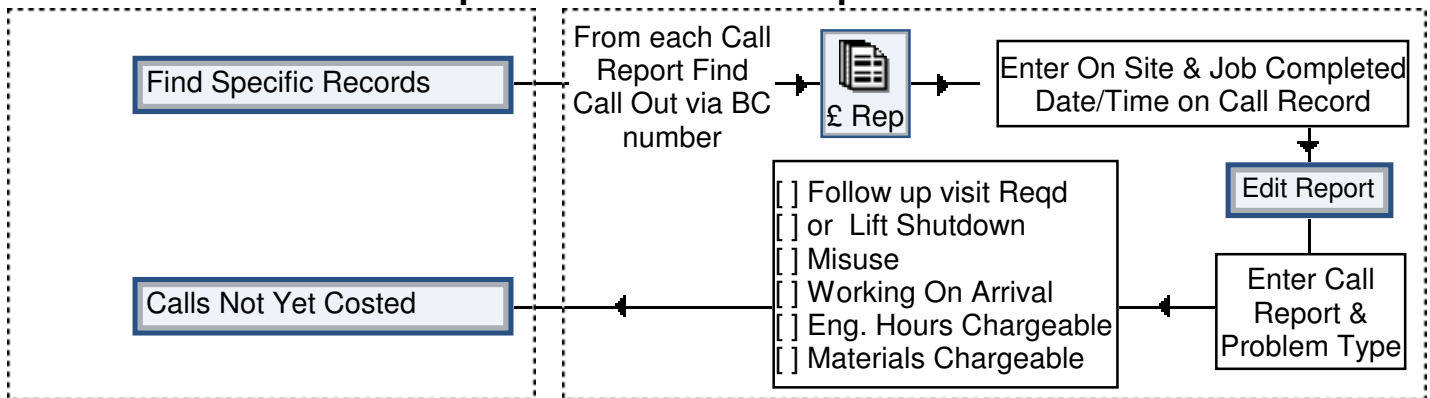 Find Specific Records
From each Call
Report Find
Call Out via BC
number
£ Rep
Enter On Site & Job Completed
Date/Time on Call Record
Edit Report
Enter Call
Report &
Problem Type
[ ] Follow up visit Reqd
[ ] or Lift Shutdown
[ ] Misuse
[ ] Working On Arrival
[ ] Eng. Hours Chargeable
[ ] Materials Chargeable
Calls Not Yet Costed